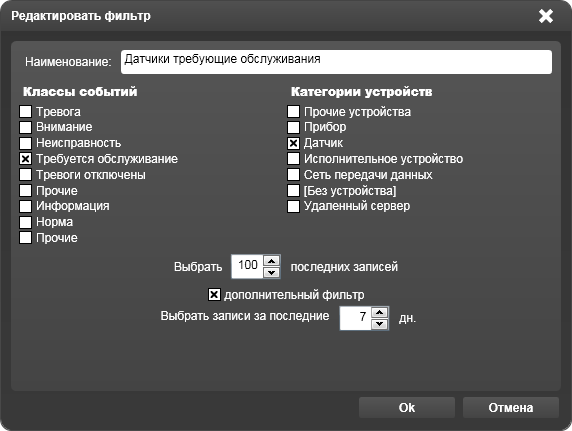 Редактировать фильтр
Наименование: Датчики требующие обслуживания
Классы событий
Тревога
Внимание
Неисправность
Требуется обслуживание
Тревоги отключены
Прочие
Информация
Норма
Прочие
Категории устройств
Прочие устройства
Прибор
Датчик
Исполнительное устройство
Сеть передачи данных
[Без устройства]
Удаленный сервер
Выбрать 100 последних записей
дополнительный фильтр
Выбрать записи за последние 7 дн.
Ok Отмена